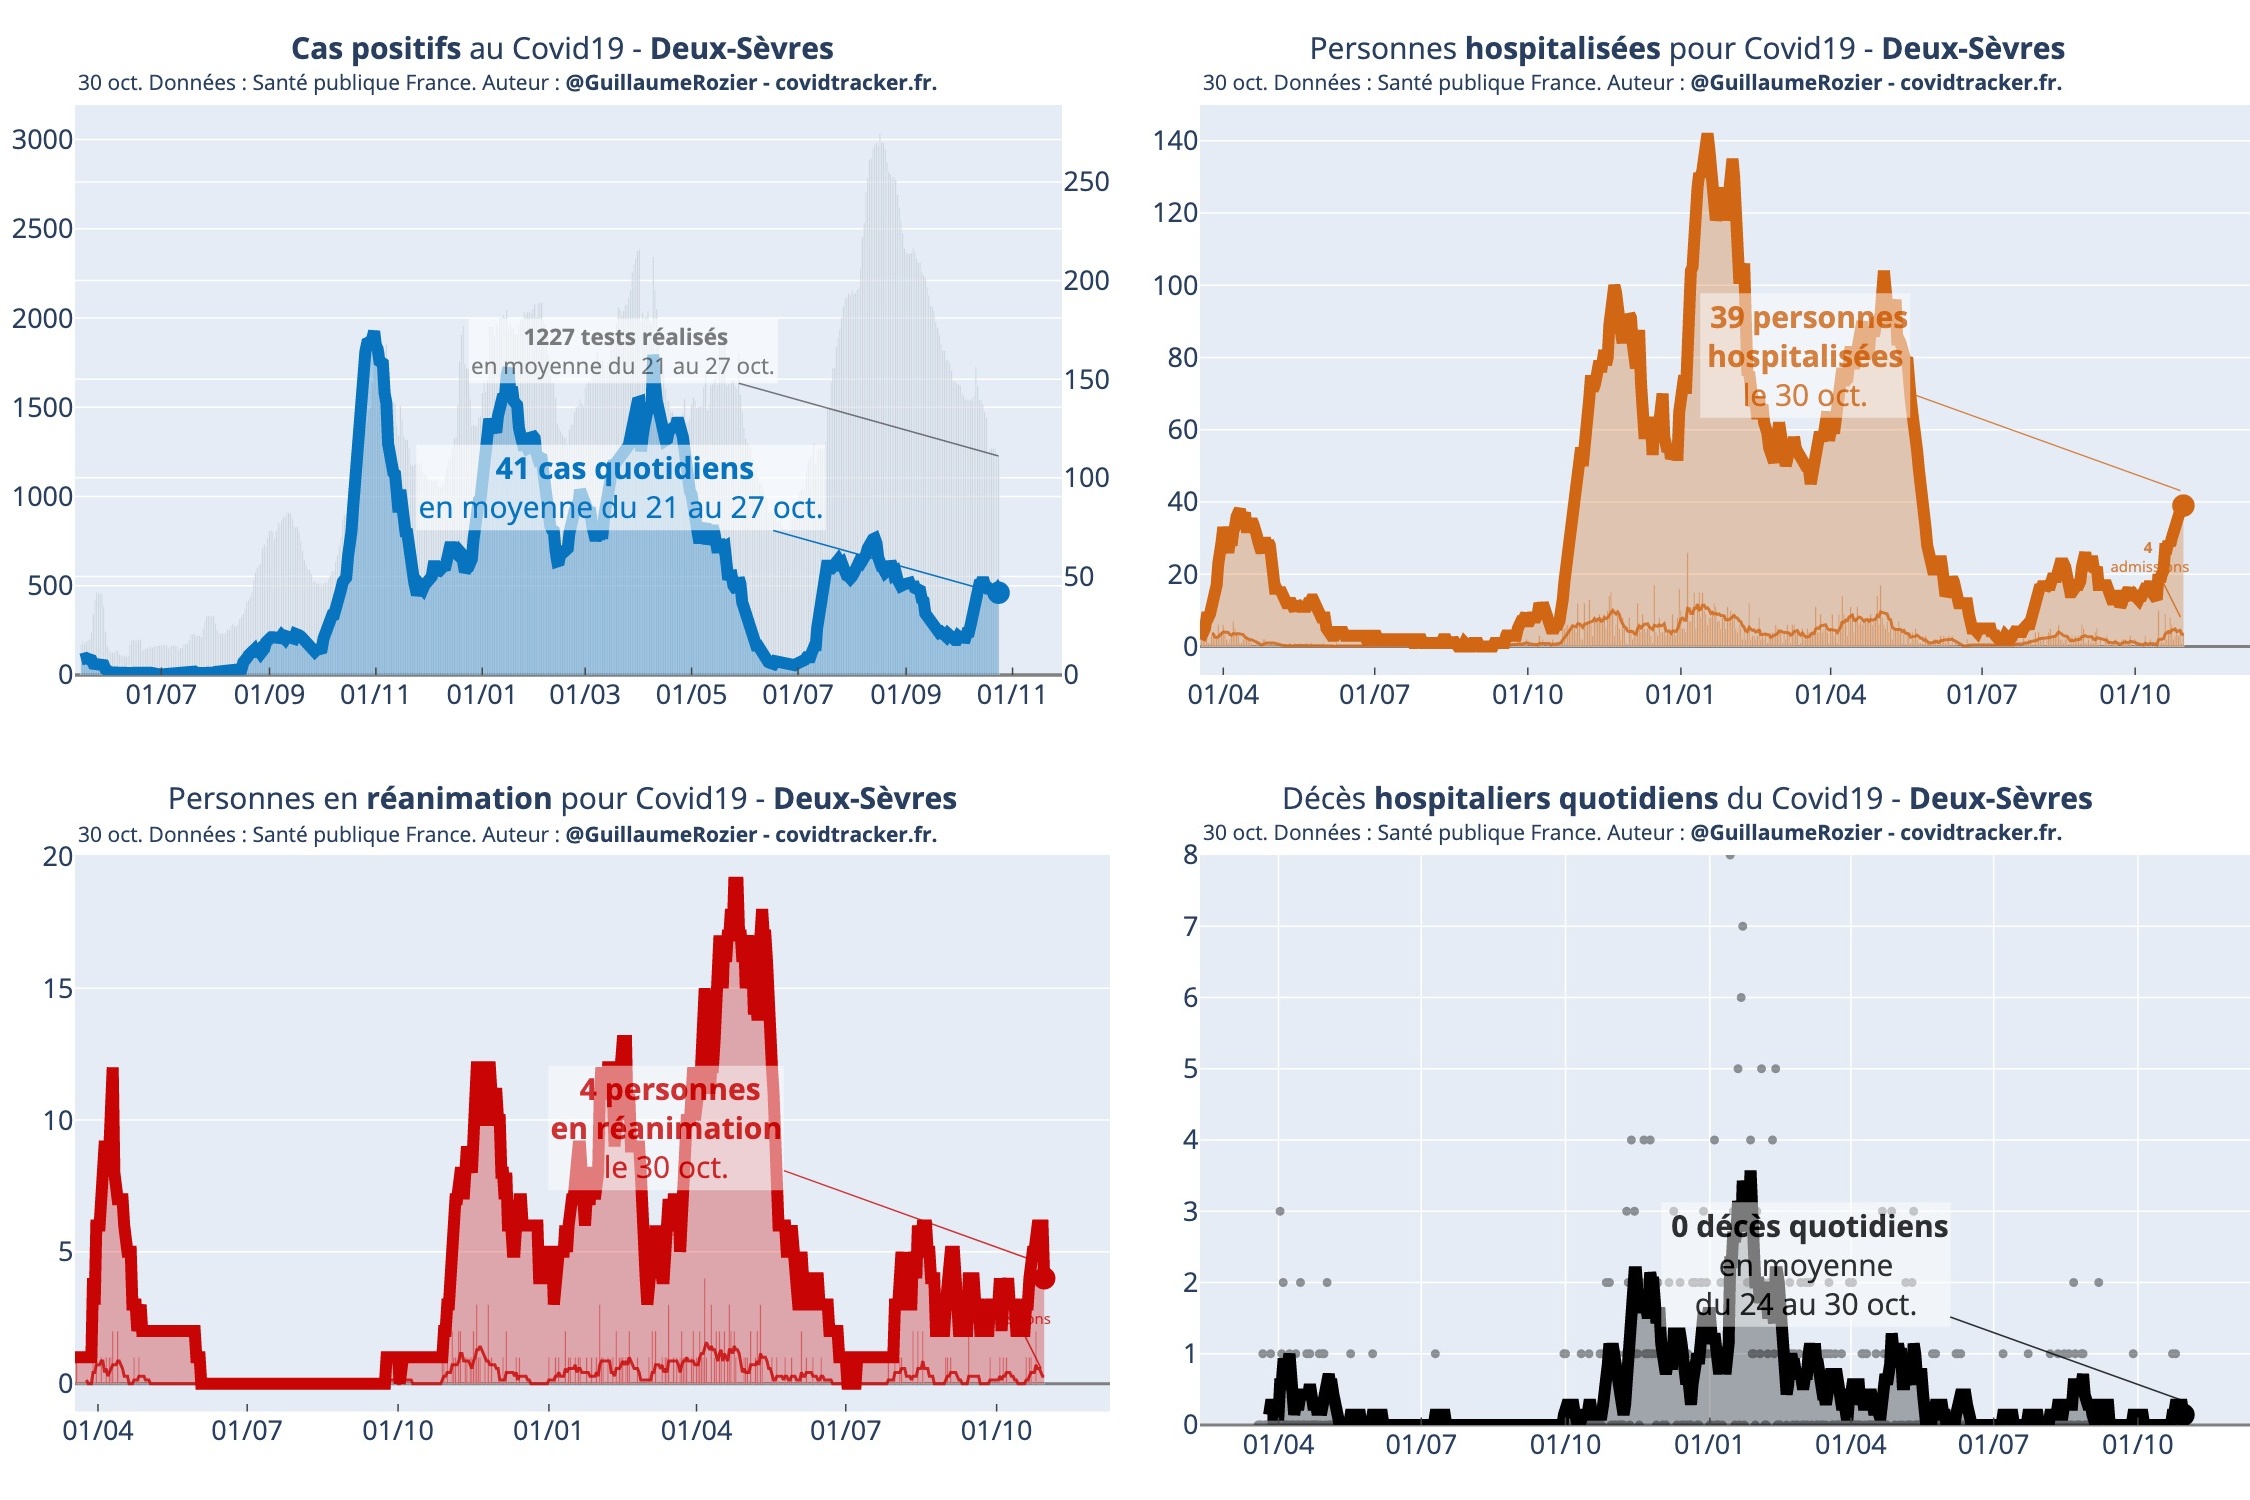 Cas positifs au Covid19 - Deux-Sèvres
30 oct. Données : Santé publique France. Auteur : @GuillaumeRozier - covidtracker.fr.
3000
2500
2000
1500
1000
500
0
250
200
150
100
50
0
1227 tests réalisés
en moyenne du 21 au 27 oct.
41 cas quotidiens
en moyenne du 21 au 27 oct.
01/07 01/09 01/11 01/01 01/03 01/05 01/07 01/09 01/11
Personnes hospitalisées pour Covid19 - Deux-Sèvres
30 oct. Données : Santé publique France. Auteur : @GuillaumeRozier - covidtracker.fr.
140
120
100
80
60
40
20
0
39 personnes
hospitalisées
le 30 oct.
4
admissions
01/04 01/07 01/10 01/01 01/04 01/07 01/10
Personnes en réanimation pour Covid19 - Deux-Sèvres
30 oct. Données : Santé publique France. Auteur : @GuillaumeRozier - covidtracker.fr.
20
15
10
5
0
4 personnes
en réanimation
le 30 oct.
01/04 01/07 01/10 01/01 01/04 01/07 01/10
Décès hospitaliers quotidiens du Covid19 - Deux-Sèvres
30 oct. Données : Santé publique France. Auteur : @GuillaumeRozier - covidtracker.fr.
8
7
6
5
4
3
2
1
0
0 décès quotidiens
en moyenne
du 24 au 30 oct.
01/04 01/07 01/10 01/01 01/04 01/07 01/10